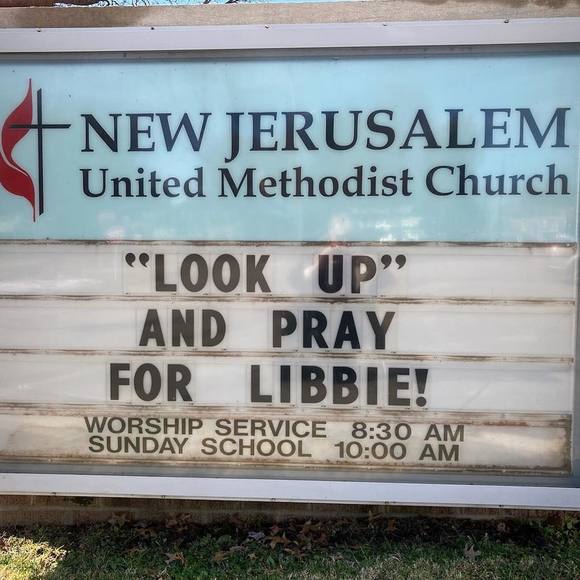 NEW JERUSALEM
United Methodist Church
“LOOK UP”
AND PRAY
FOR LIBBIE!
WORSHIP SERVICE 8:30 AM
SUNDAY SCHOOL 10:00 AM